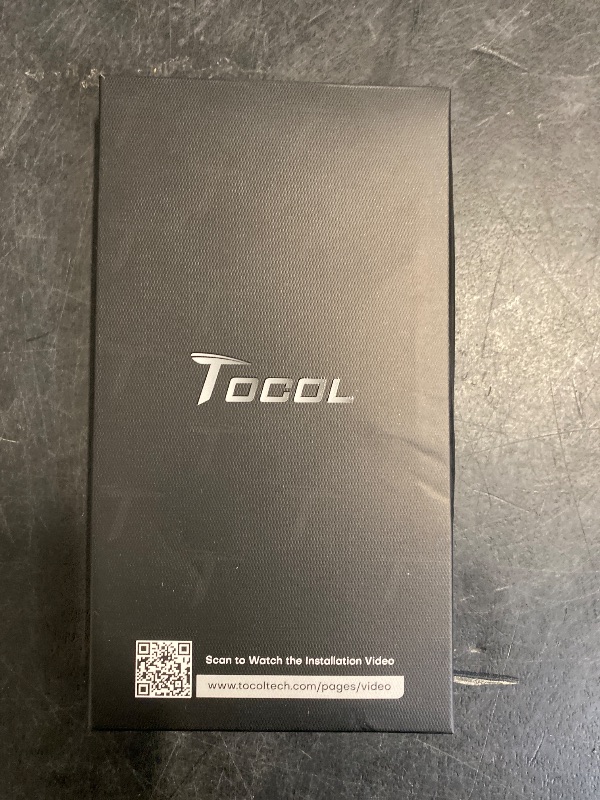 TOCOL
Scan to Watch the Installation Video
www.tocoltech.com/pages/video